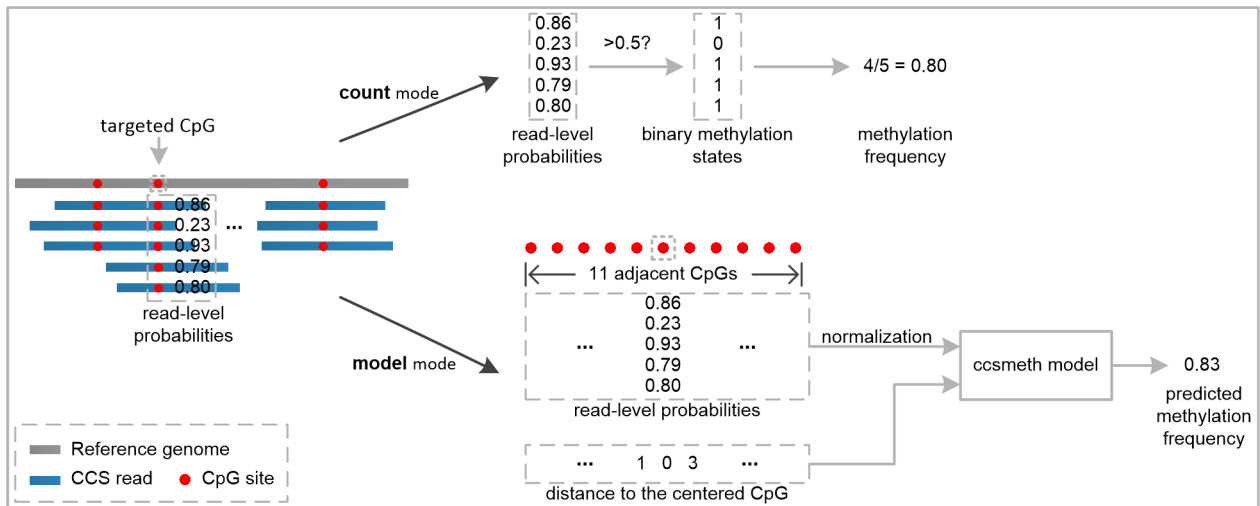 0.86
0.23
0.93
0.79
0.80
read-level
probabilities
>0.5?
1
0
1
1
1
binary methylation
states
4/5 = 0.80
methylation
frequency
count mode
targeted CpG
0.86
0.23
0.93
0.79
0.80
...
read-level
probabilities
model mode
11 adjacent CpGs
0.86
0.23
... 0.93 ...
0.79
0.80
read-level probabilities
... 1 0 3 ...
distance to the centered CpG
normalization
ccsmeth model
0.83
predicted
methylation
frequency
Reference genome
CCS read
CpG site